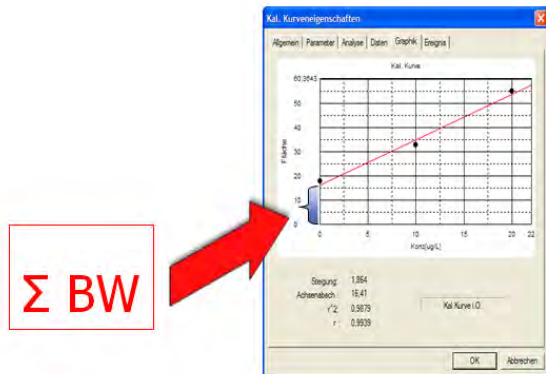 Kal. Kurveneigenschaften
Allgemein Parameter Analyse Daten Graphik Ereignis
Kal. Kurve
60,3643
50
40
30
20
10
0
Fläche
0 5 10 15 20 22
Konz[ug/L]
Σ BW
Steigung: 1,864
Achsenabsch.: 16,41
r^2: 0,9879
r: 0,9939
Kal.Kurve i.O.
OK Abbrechen